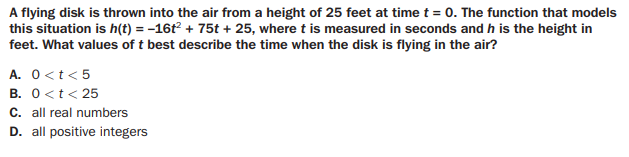 A flying disk is thrown into the air from a height of 25 feet at time t = 0. The function that models
this situation is h(t) = –16t² + 75t + 25, where t is measured in seconds and h is the height in
feet. What values of t best describe the time when the disk is flying in the air?
A. 0 < t < 5
B. 0 < t < 25
C. all real numbers
D. all positive integers